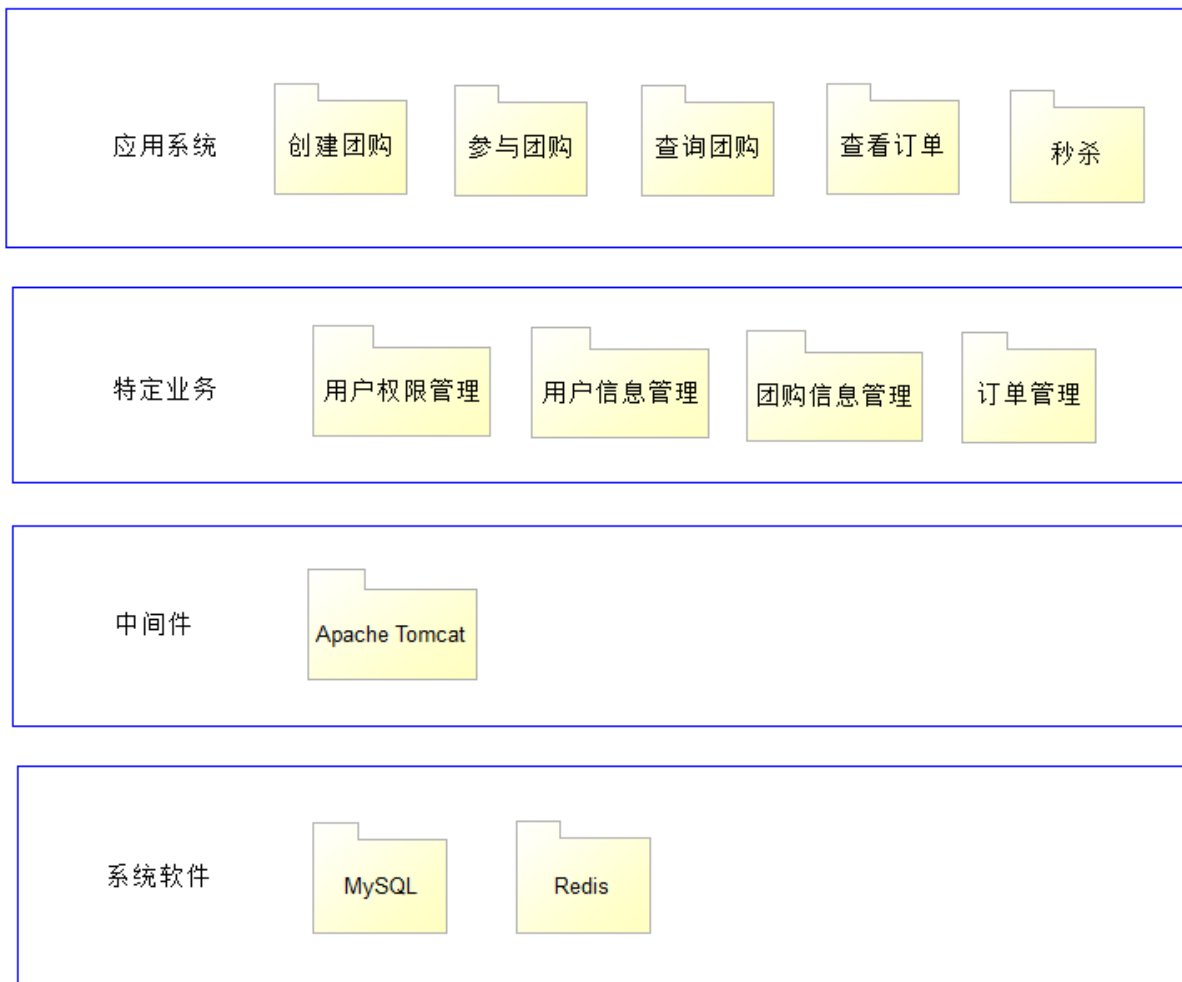 应用系统
创建团购
参与团购
查询团购
查看订单
秒杀
特定业务
用户权限管理
用户信息管理
团购信息管理
订单管理
中间件
Apache Tomcat
系统软件
MySQL
Redis